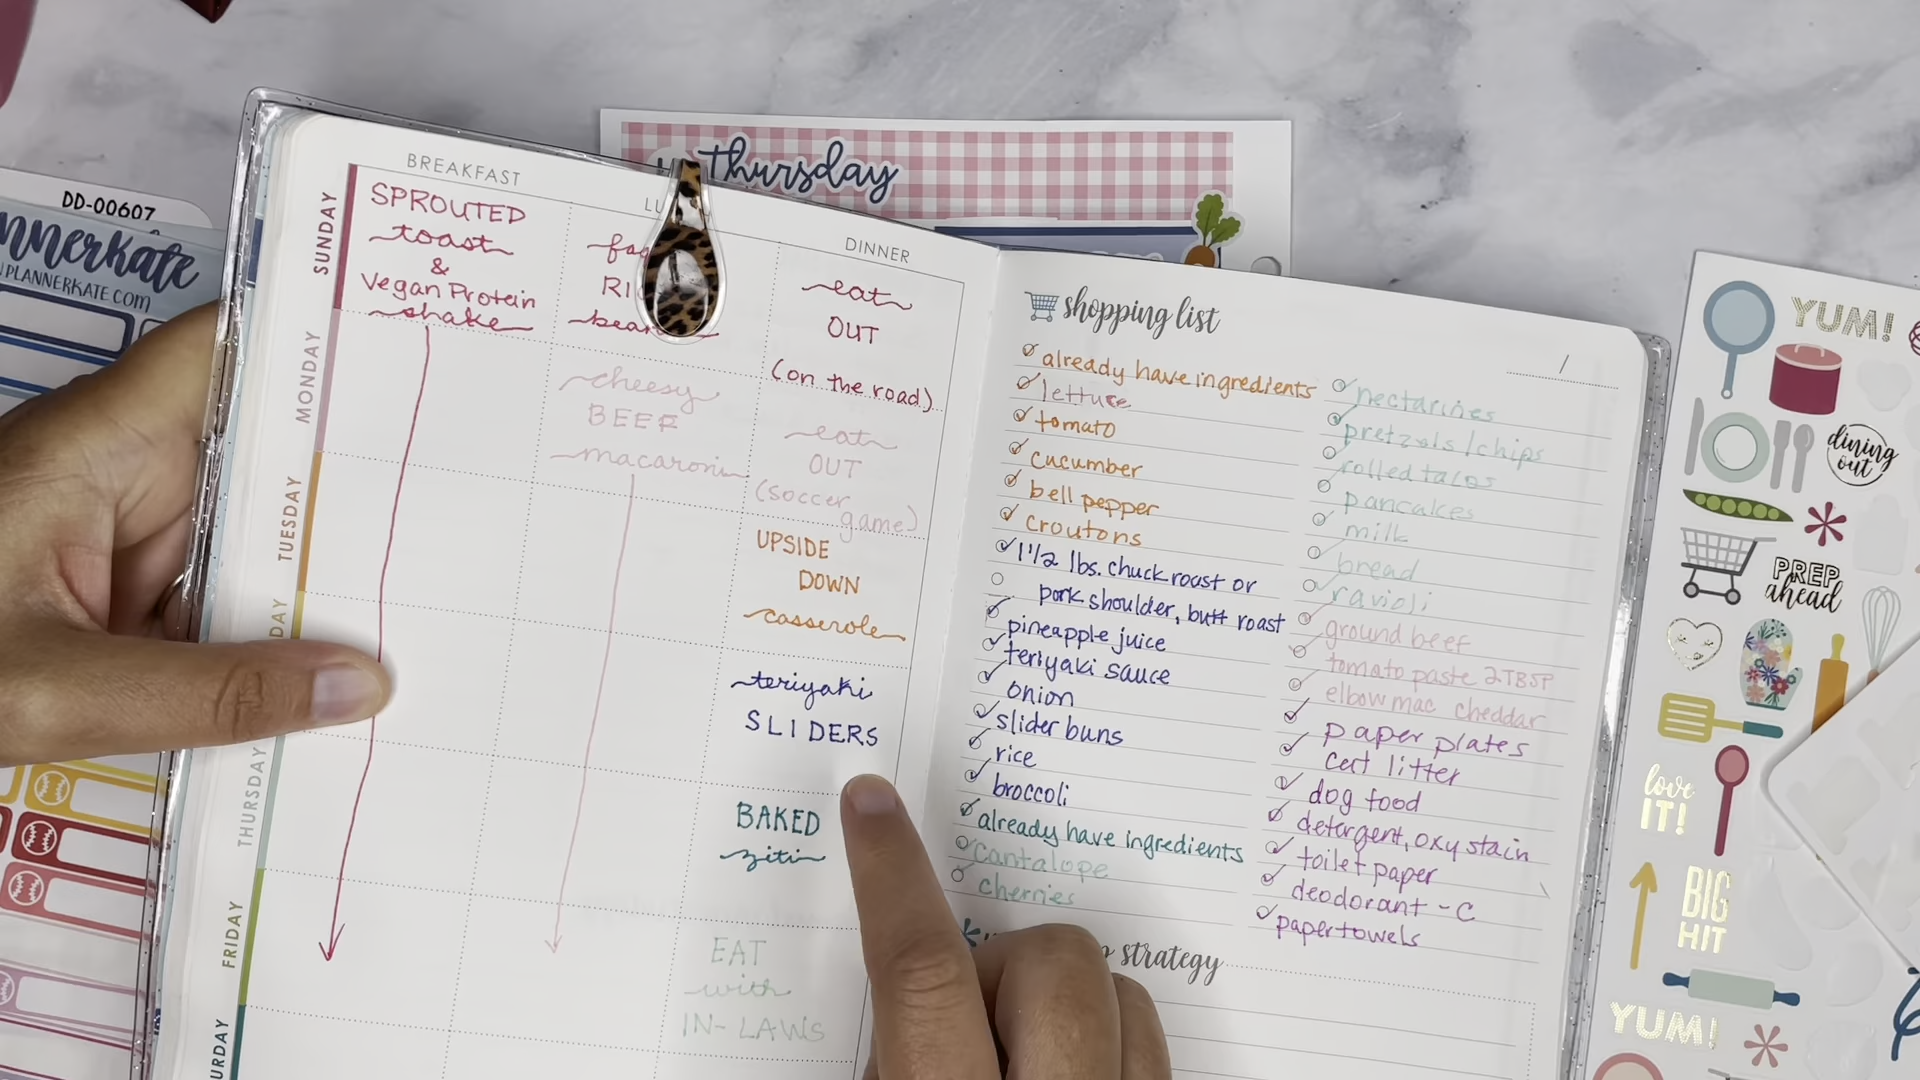 DD-00607
PLANNERKATE.COM
Thursday
BREAKFAST
DINNER
SUNDAY
SPROUTED
toast
&
Vegan Protein
shake
eat
OUT
(on the road)
MONDAY
cheesy
BEEF
macaroni
eat
OUT
(soccer
game)
TUESDAY
UPSIDE
DOWN
casserole
DAY
teriyaki
SLIDERS
THURSDAY
BAKED
ziti
FRIDAY
EAT
with
IN-LAWS
URDAY
shopping list
/
already have ingredients
lettuce
tomato
cucumber
bell pepper
croutons
1 1/2 lbs. chuck roast or
pork shoulder, butt roast
pineapple juice
teriyaki sauce
onion
slider buns
rice
broccoli
already have ingredients
cantalope
cherries
nectarines
pretzels/chips
rolled tacos
pancakes
milk
bread
ravioli
ground beef
tomato paste 2TBSP
elbow mac cheddar
paper plates
cat litter
dog food
detergent, oxy stain
toilet paper
deodorant - C
paper towels
strategy
YUM!
dining
out
PREP
ahead
love
IT!
BIG
HIT
YUM!